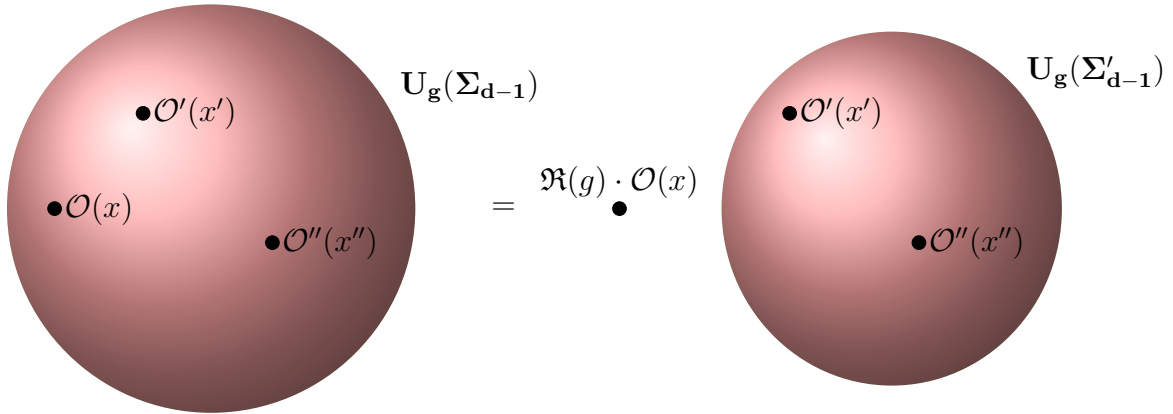 𝒪′(x′)
𝒪(x)
𝒪″(x″)
𝐔_𝐠(𝚺_{𝐝−𝟏})
=
ℜ(g) · 𝒪(x)
𝒪′(x′)
𝒪″(x″)
𝐔_𝐠(𝚺′_{𝐝−𝟏})